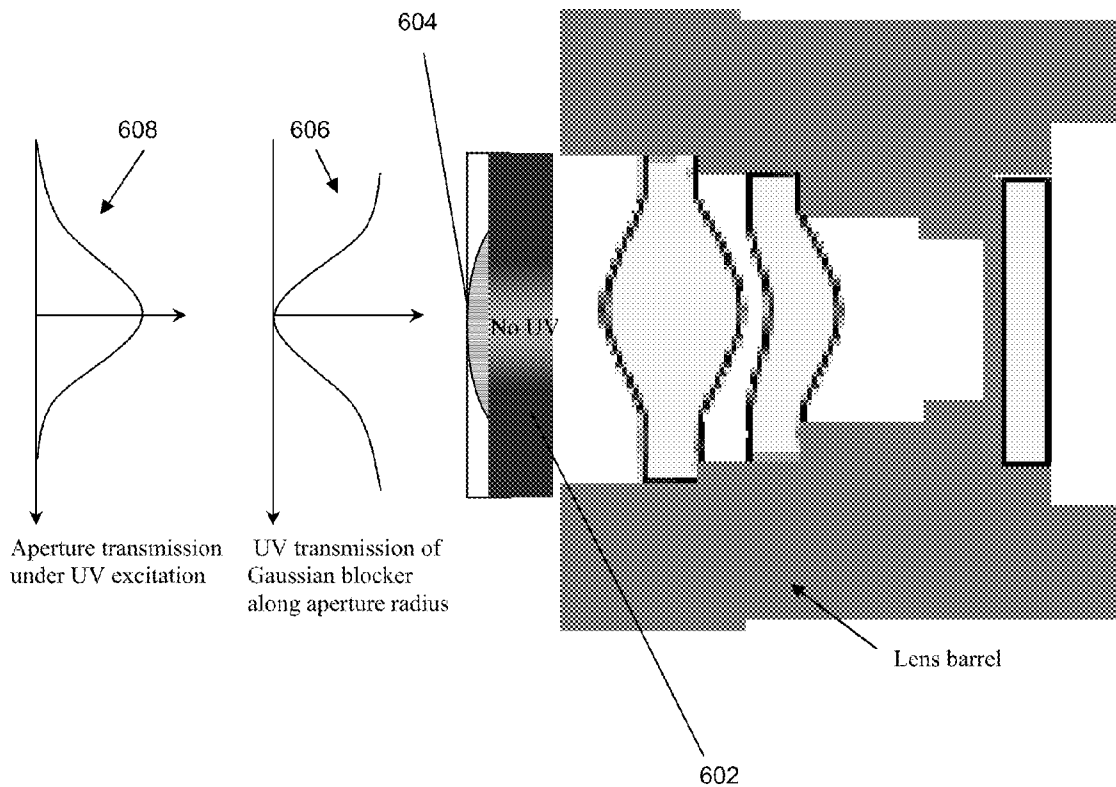 604
608
606
No UV
Aperture transmission
under UV excitation
UV transmission of
Gaussian blocker
along aperture radius
Lens barrel
602